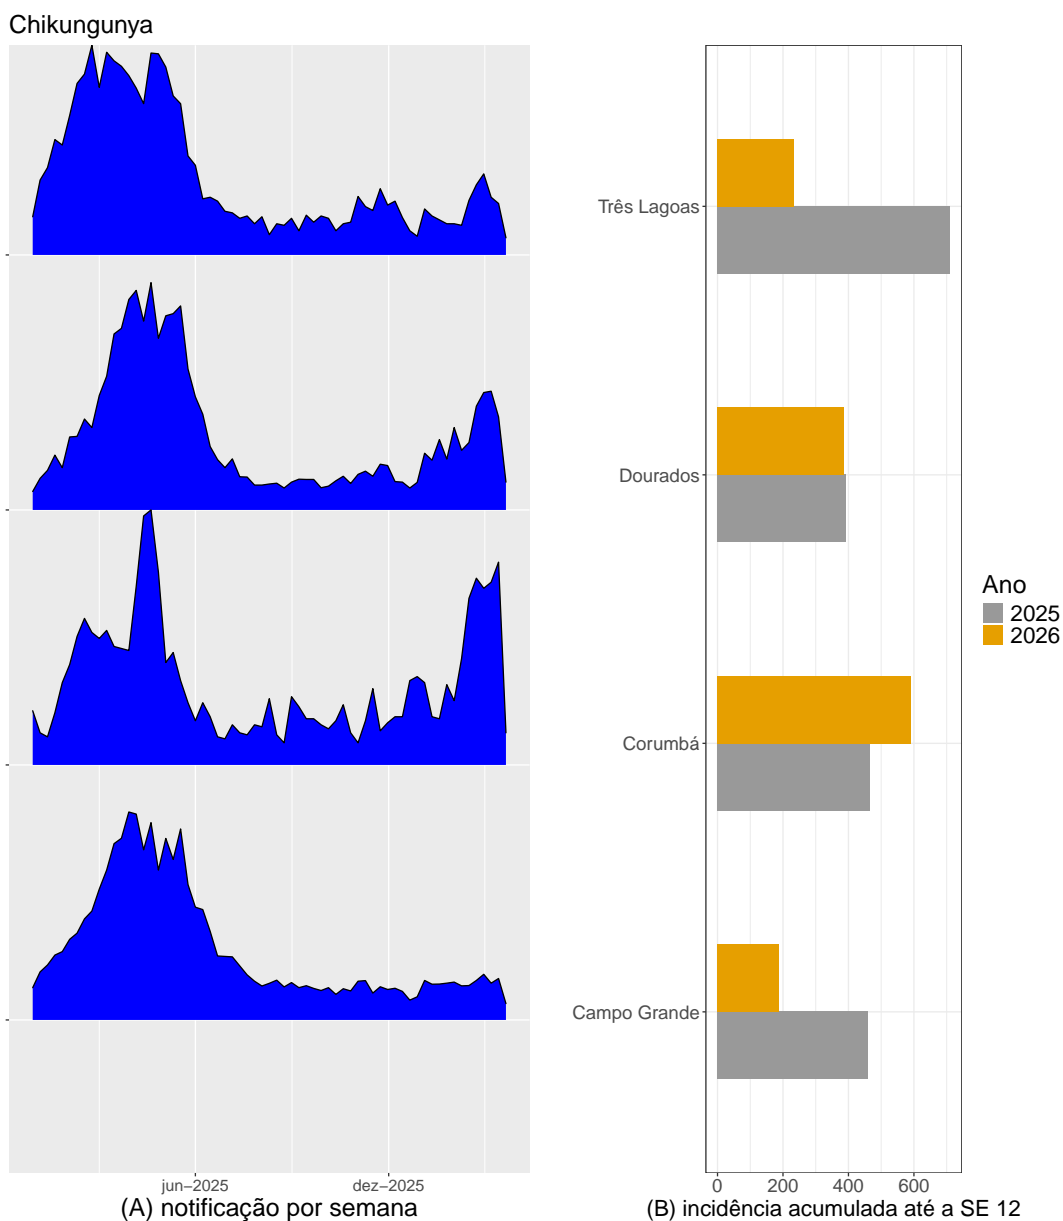 Chikungunya
jun−2025
dez−2025
(A) notificação por semana
Três Lagoas
Dourados
Corumbá
Campo Grande
0
200
400
600
(B) incidência acumulada até a SE 12
Ano
2025
2026